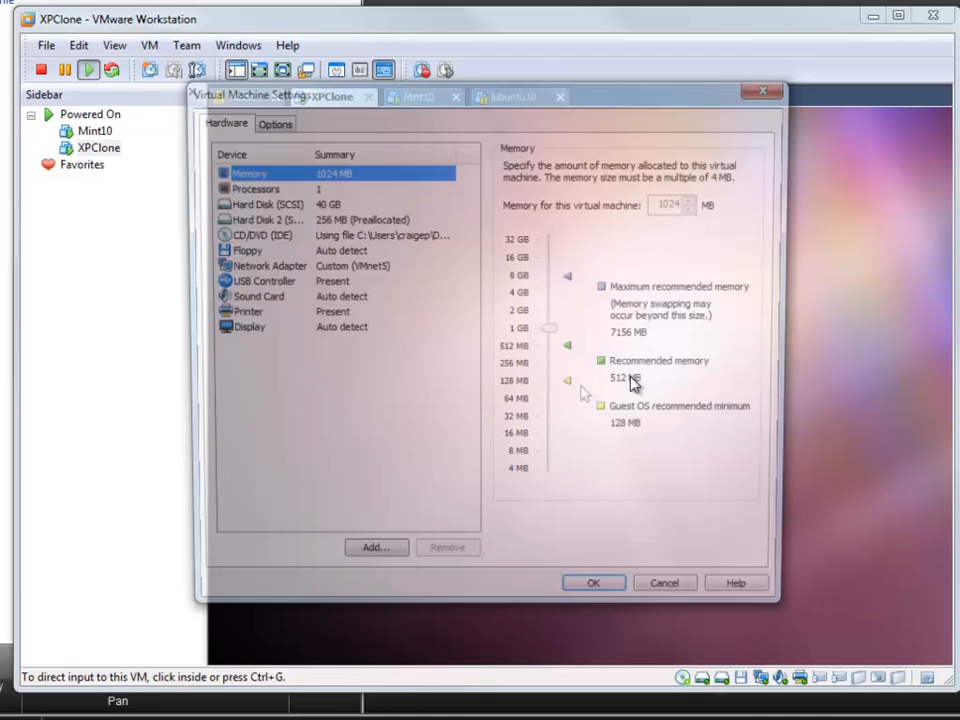 XPClone - VMware Workstation
File Edit View VM Team Windows Help
Sidebar
Powered On
Mint10
XPClone
Favorites
Virtual Machine Settings
XPClone
Mint10
lubuntu10
Hardware
Options
Device Summary
Memory 1024 MB
Processors 1
Hard Disk (SCSI) 40 GB
Hard Disk 2 (S... 256 MB (Preallocated)
CD/DVD (IDE) Using file C:\Users\craigep\D...
Floppy Auto detect
Network Adapter Custom (VMnet5)
USB Controller Present
Sound Card Auto detect
Printer Present
Display Auto detect
Add...
Remove
Memory
Specify the amount of memory allocated to this virtual
machine. The memory size must be a multiple of 4 MB.
Memory for this virtual machine: 1024 MB
32 GB
16 GB
8 GB
4 GB
2 GB
1 GB
512 MB
256 MB
128 MB
64 MB
32 MB
16 MB
8 MB
4 MB
Maximum recommended memory
(Memory swapping may
occur beyond this size.)
7156 MB
Recommended memory
512 MB
Guest OS recommended minimum
128 MB
OK
Cancel
Help
To direct input to this VM, click inside or press Ctrl+G.
Pan